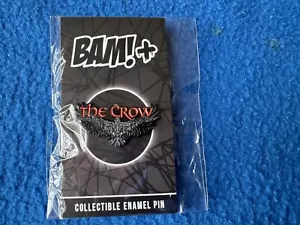 BAM!+
THE CROW
COLLECTIBLE ENAMEL PIN